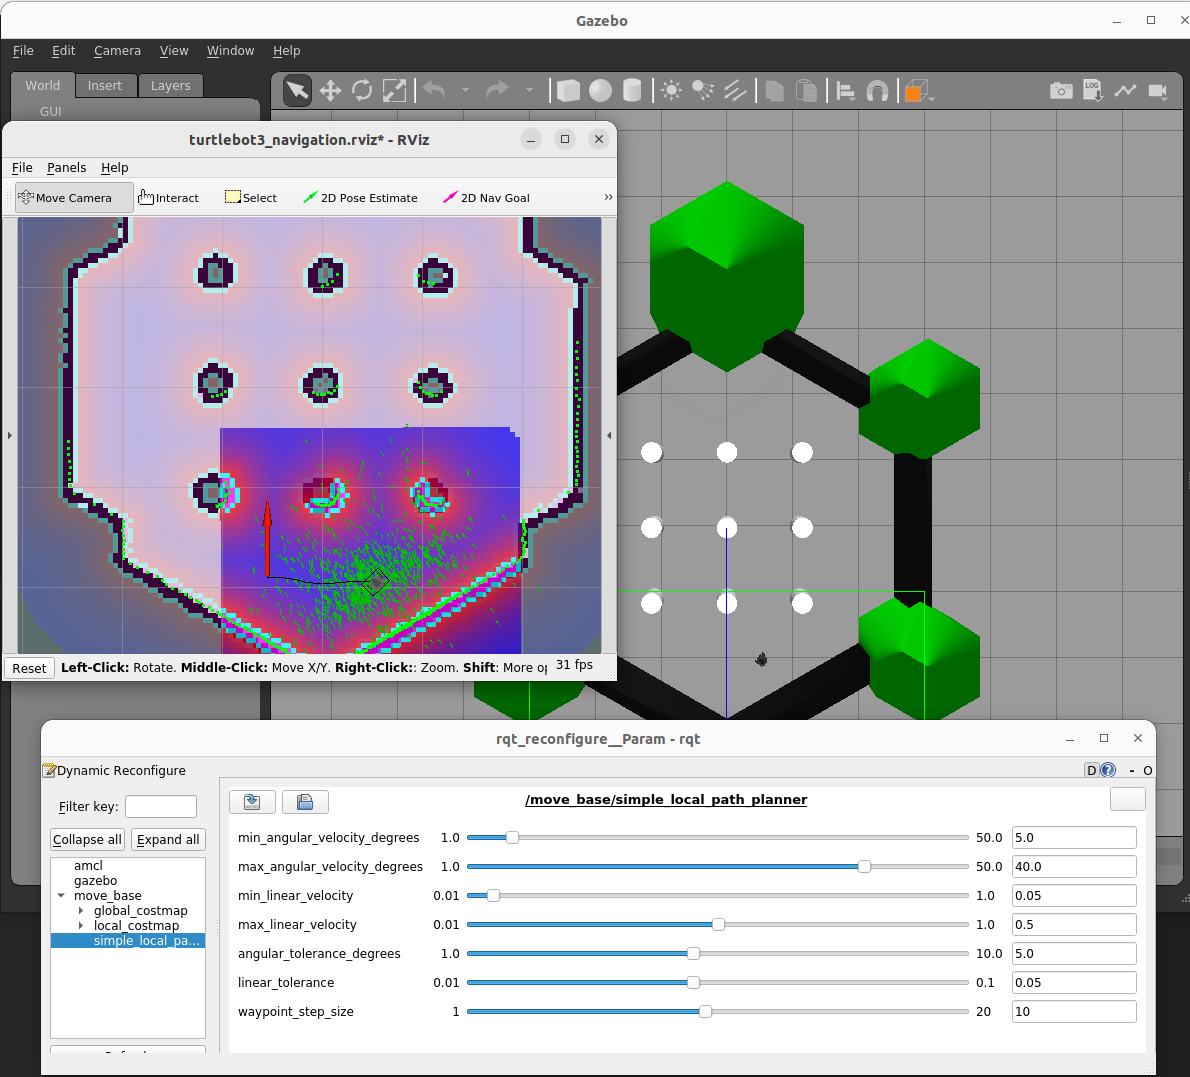 Gazebo
File Edit Camera View Window Help
World Insert Layers
GUI
LOG
turtlebot3_navigation.rviz* - RViz
File Panels Help
Move Camera Interact Select 2D Pose Estimate 2D Nav Goal »
Reset Left-Click: Rotate. Middle-Click: Move X/Y. Right-Click:: Zoom. Shift: More op 31 fps
rqt_reconfigure__Param - rqt
Dynamic Reconfigure D ? - O
Filter key:
Collapse all Expand all
amcl
gazebo
move_base
global_costmap
local_costmap
simple_local_pa...
/move_base/simple_local_path_planner
min_angular_velocity_degrees 1.0 50.0 5.0
max_angular_velocity_degrees 1.0 50.0 40.0
min_linear_velocity 0.01 1.0 0.05
max_linear_velocity 0.01 1.0 0.5
angular_tolerance_degrees 1.0 10.0 5.0
linear_tolerance 0.01 0.1 0.05
waypoint_step_size 1 20 10